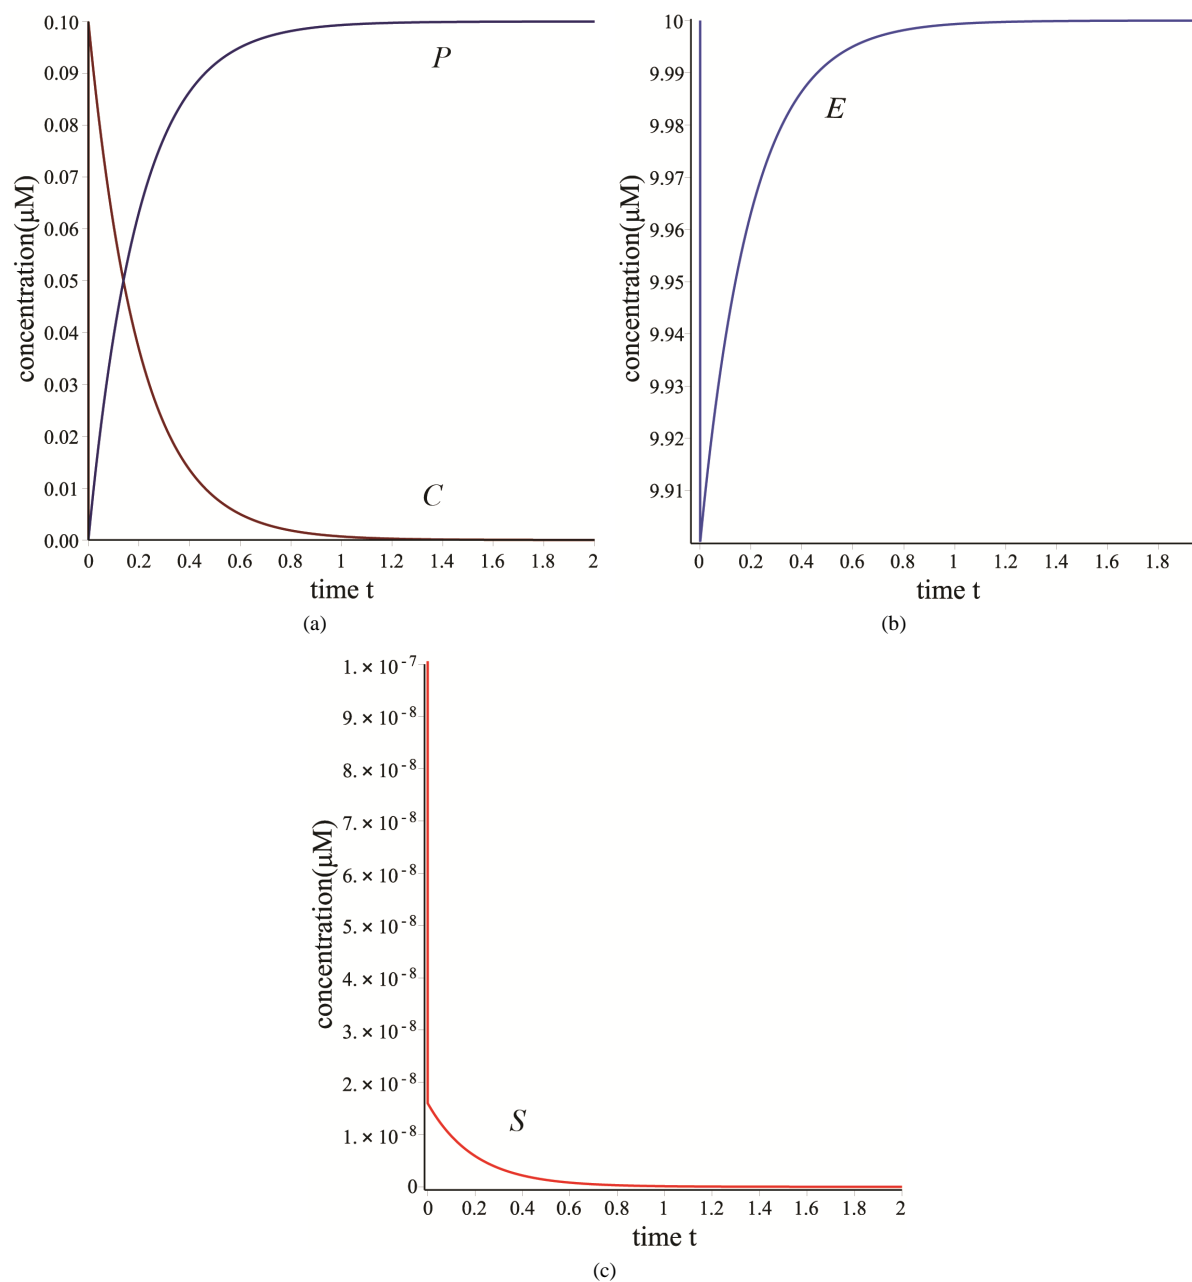 0.10
0.09
0.08
0.07
0.06
0.05
0.04
0.03
0.02
0.01
0.00
concentration(μM)
P
C
0 0.2 0.4 0.6 0.8 1 1.2 1.4 1.6 1.8 2
time t
(a)
10
9.99
9.98
9.97
9.96
9.95
9.94
9.93
9.92
9.91
concentration(μM)
E
0 0.2 0.4 0.6 0.8 1 1.2 1.4 1.6 1.8
time t
(b)
1. × 10⁻⁷
9. × 10⁻⁸
8. × 10⁻⁸
7. × 10⁻⁸
6. × 10⁻⁸
5. × 10⁻⁸
4. × 10⁻⁸
3. × 10⁻⁸
2. × 10⁻⁸
1. × 10⁻⁸
0
concentration(μM)
S
0 0.2 0.4 0.6 0.8 1 1.2 1.4 1.6 1.8 2
time t
(c)